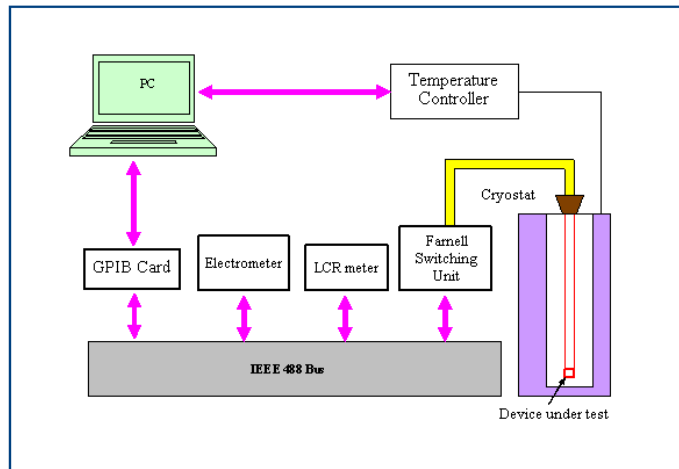 PC
Temperature
Controller
Cryostat
GPIB Card
Electrometer
LCR meter
Farnell
Switching
Unit
IEEE 488 Bus
Device under test